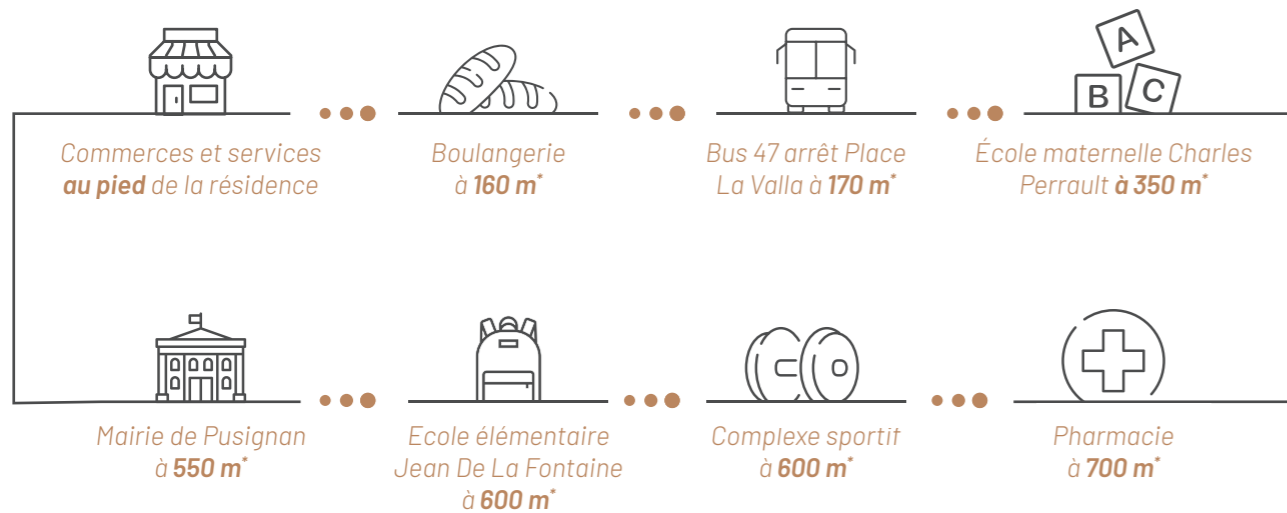 A
B C
Commerces et services
au pied de la résidence
Boulangerie
à 160 m*
Bus 47 arrêt Place
La Valla à 170 m*
École maternelle Charles
Perrault à 350 m*
Mairie de Pusignan
à 550 m*
Ecole élémentaire
Jean De La Fontaine
à 600 m*
Complexe sportif
à 600 m*
Pharmacie
à 700 m*